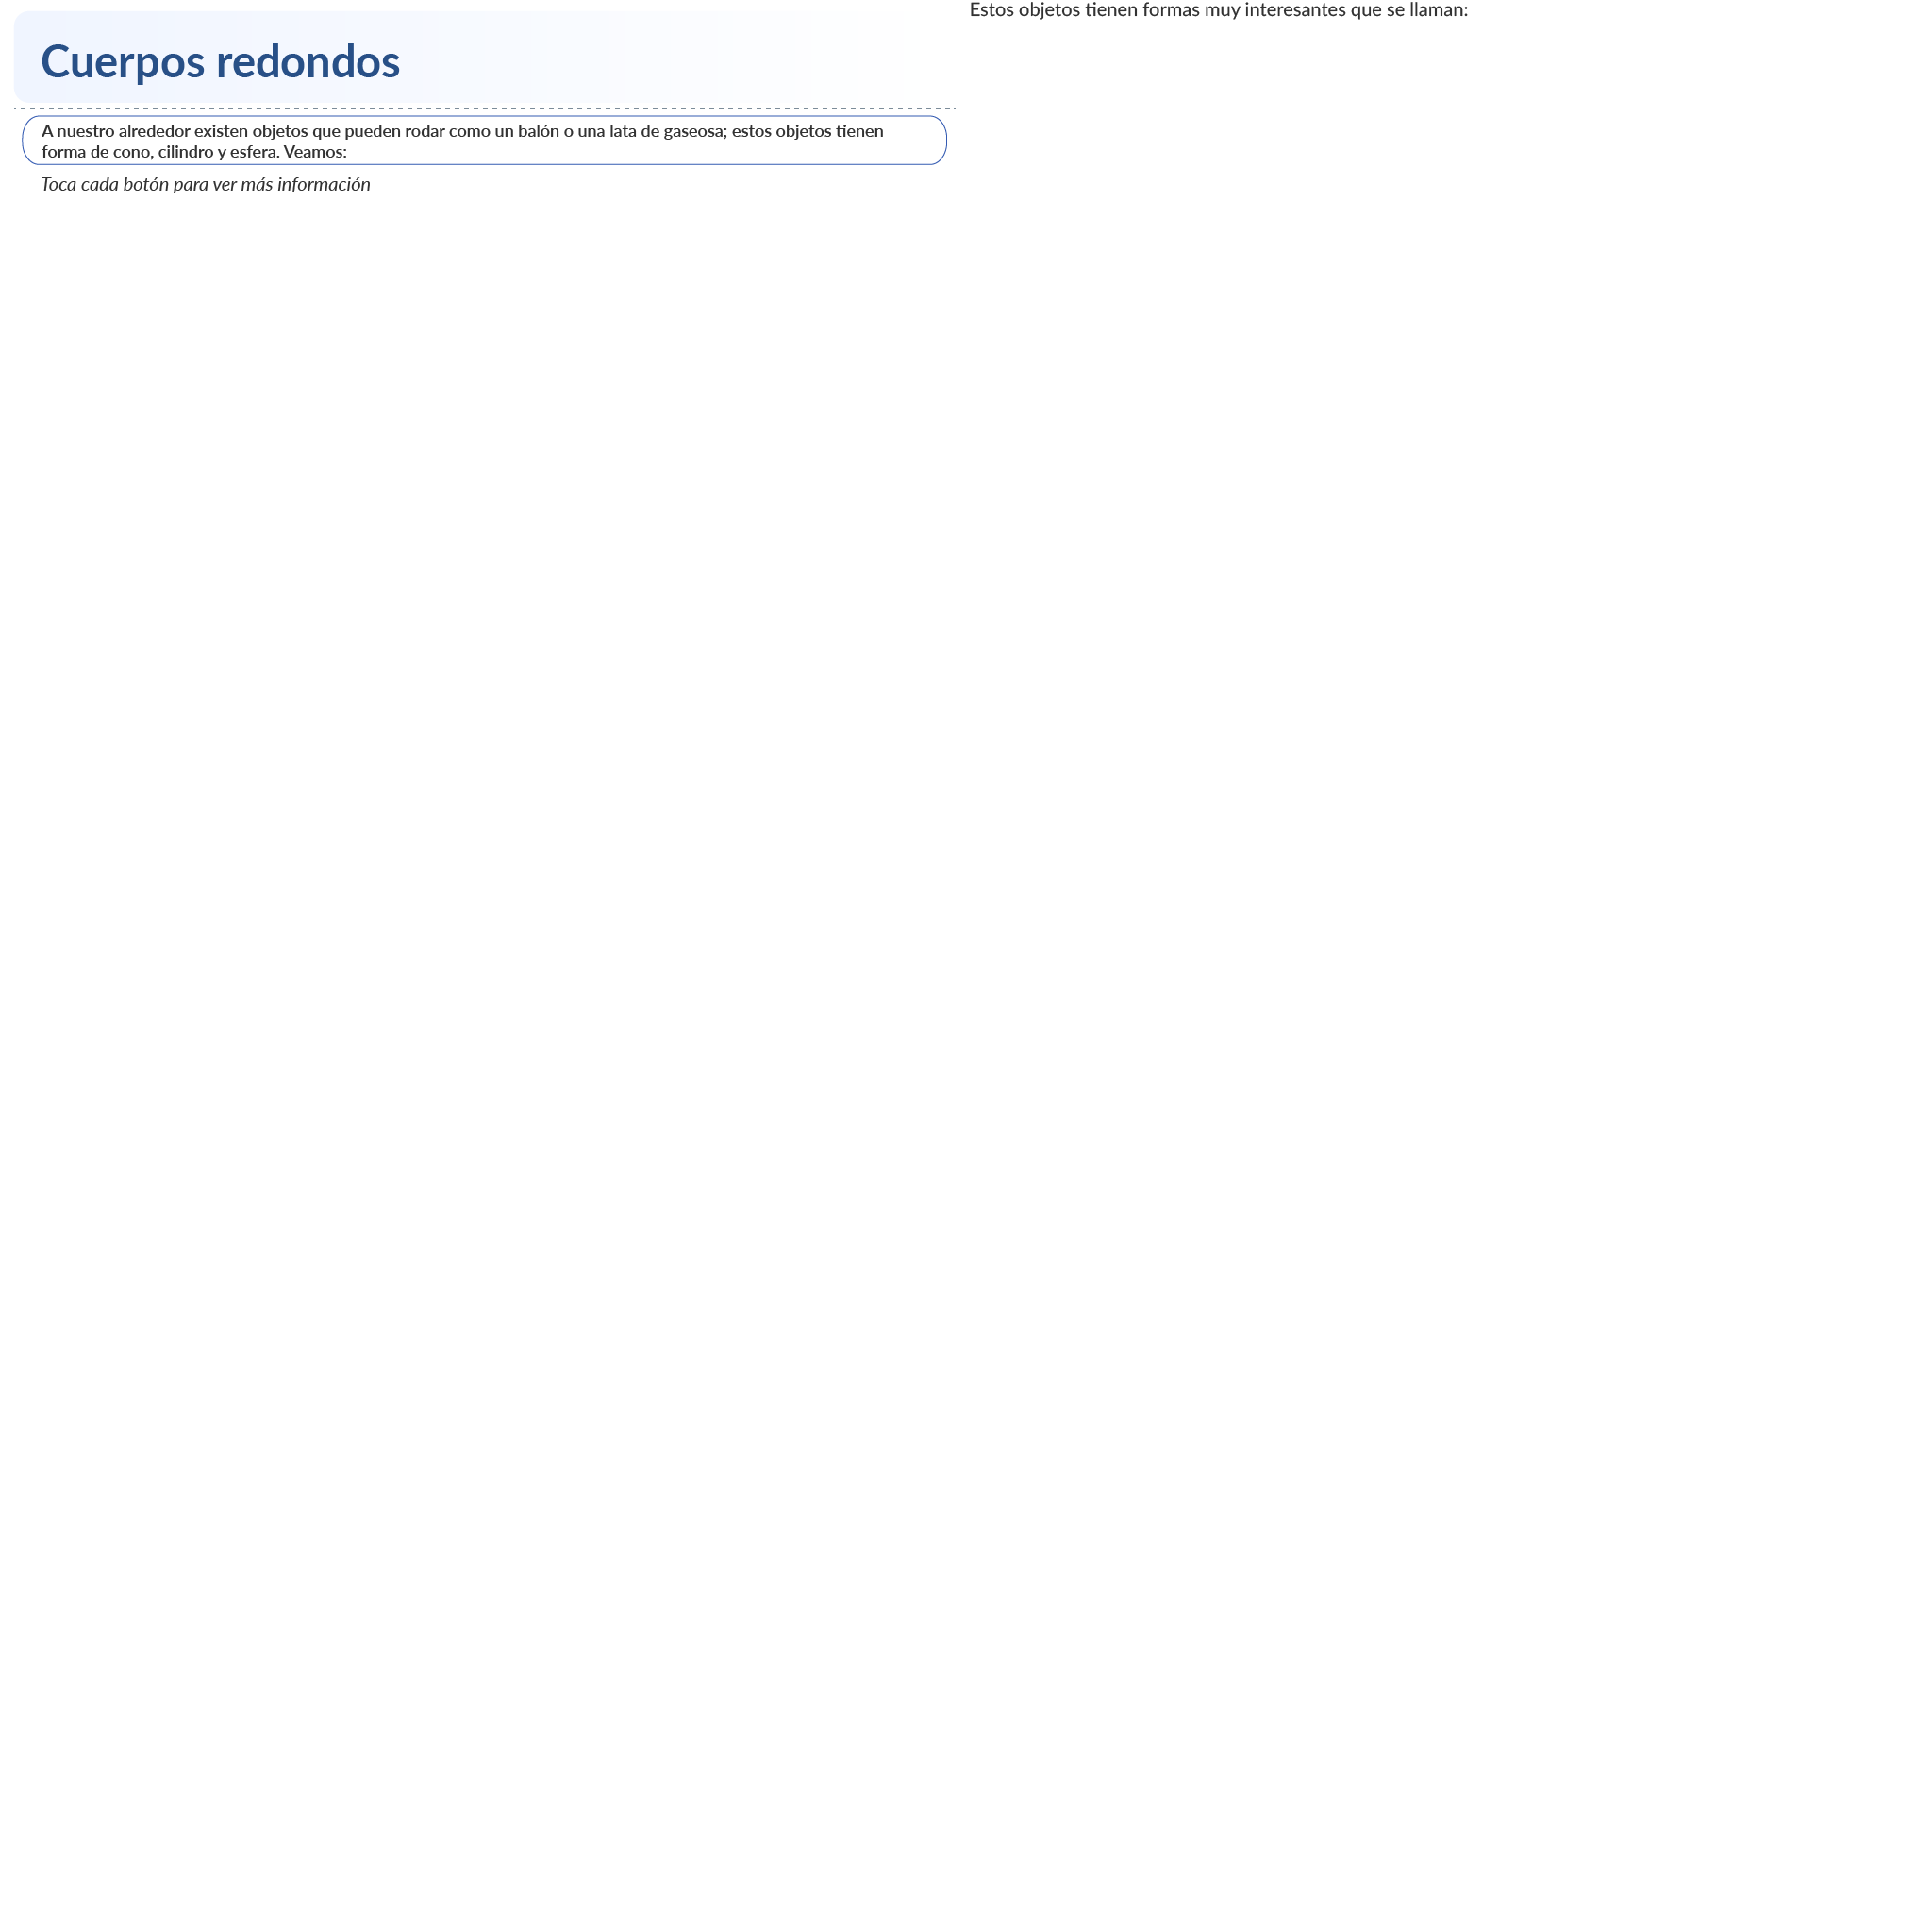 Cuerpos redondos
A nuestro alrededor existen objetos que pueden rodar como un balón o una lata de gaseosa; estos objetos tienen
forma de cono, cilindro y esfera. Veamos:
Toca cada botón para ver más información
Estos objetos tienen formas muy interesantes que se llaman: